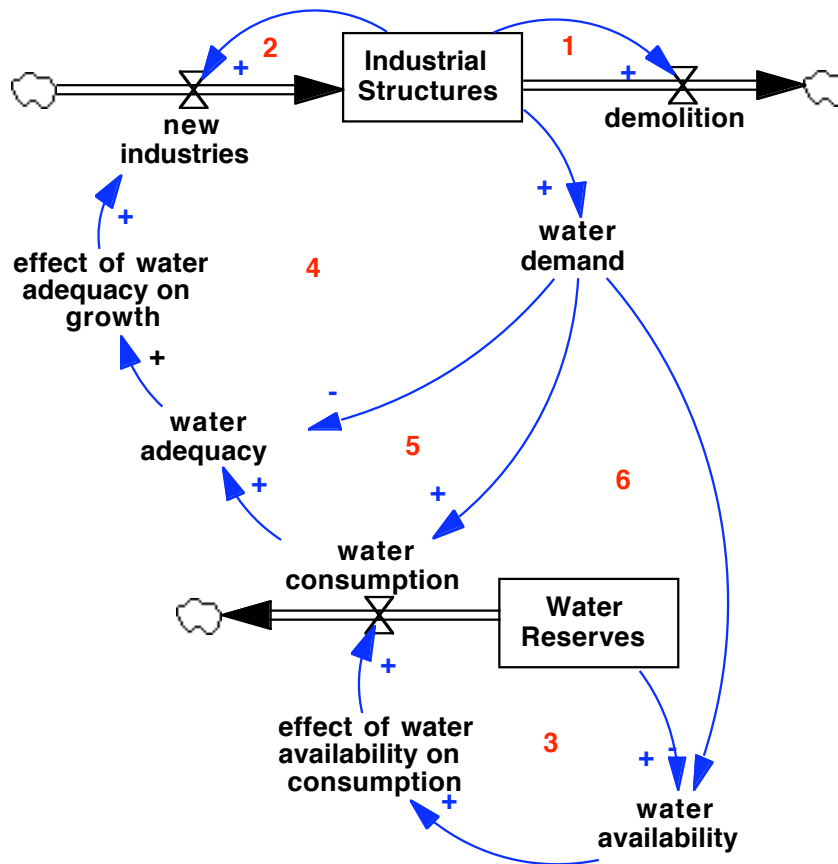 2
1
Industrial
Structures
+
+
new
industries
demolition
+
+
water
demand
effect of water
adequacy on
growth
4
+
-
water
adequacy
5
+
+
6
water
consumption
Water
Reserves
+
effect of water
availability on
consumption
3
+ -
+
water
availability